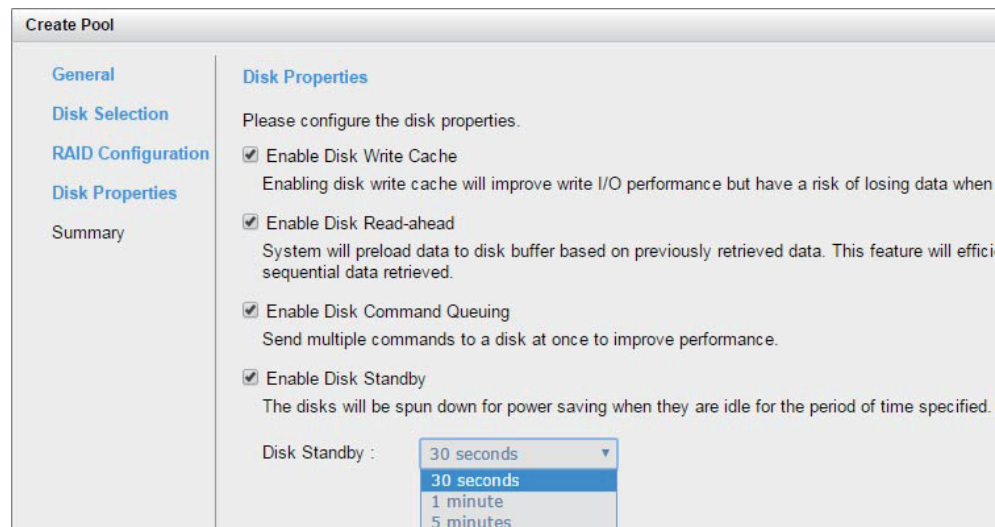 Create Pool
General
Disk Selection
RAID Configuration
Disk Properties
Summary
Disk Properties
Please configure the disk properties.
Enable Disk Write Cache
Enabling disk write cache will improve write I/O performance but have a risk of losing data when
Enable Disk Read-ahead
System will preload data to disk buffer based on previously retrieved data. This feature will effici
sequential data retrieved.
Enable Disk Command Queuing
Send multiple commands to a disk at once to improve performance.
Enable Disk Standby
The disks will be spun down for power saving when they are idle for the period of time specified.
Disk Standby : 30 seconds
30 seconds
1 minute
5 minutes